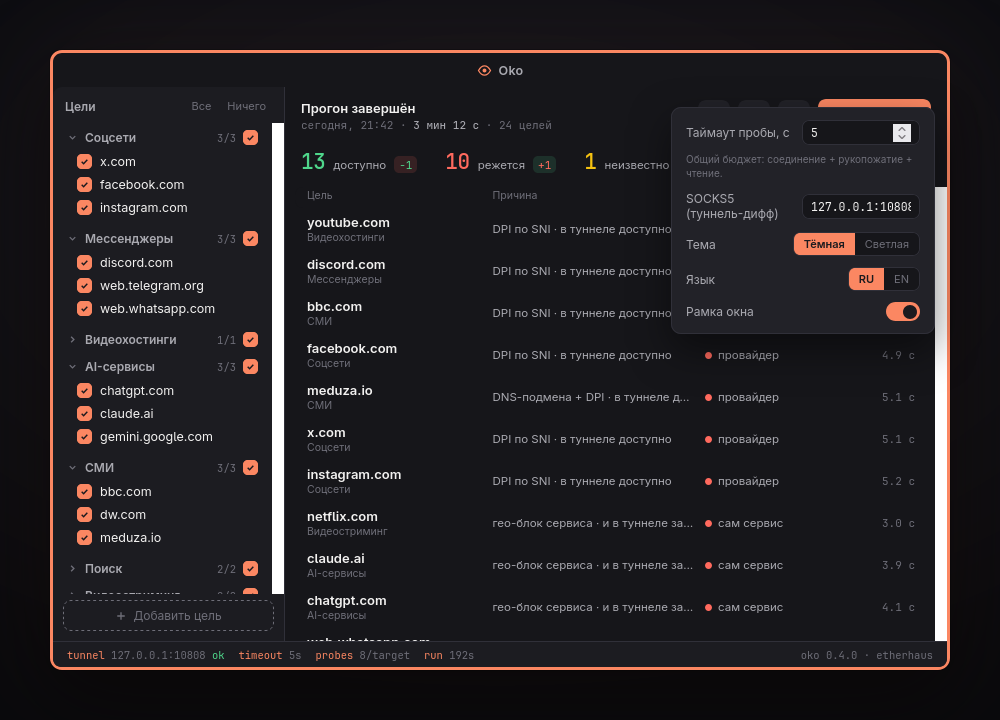 Oko
Цели
Все
Ничего
Соцсети 3/3
x.com
facebook.com
instagram.com
Мессенджеры 3/3
discord.com
web.telegram.org
web.whatsapp.com
Видеохостинги 1/1
AI-сервисы 3/3
chatgpt.com
claude.ai
gemini.google.com
СМИ 3/3
bbc.com
dw.com
meduza.io
Поиск 2/2
+ Добавить цель
Прогон завершён
сегодня, 21:42 · 3 мин 12 с · 24 целей
13 доступно -1 10 режется +1 1 неизвестно
Цель Причина
youtube.com
Видеохостинги
DPI по SNI · в туннеле доступно
discord.com
Мессенджеры
DPI по SNI · в туннеле доступно
bbc.com
СМИ
DPI по SNI · в туннеле доступно
facebook.com
Соцсети
DPI по SNI · в туннеле доступно провайдер 4.9 с
meduza.io
СМИ
DNS-подмена + DPI · в туннеле д… провайдер 5.1 с
x.com
Соцсети
DPI по SNI · в туннеле доступно провайдер 5.1 с
instagram.com
Соцсети
DPI по SNI · в туннеле доступно провайдер 5.2 с
netflix.com
Видеостриминг
гео-блок сервиса · и в туннеле за… сам сервис 3.0 с
claude.ai
AI-сервисы
гео-блок сервиса · и в туннеле за… сам сервис 3.9 с
chatgpt.com
AI-сервисы
гео-блок сервиса · и в туннеле за… сам сервис 4.1 с
Таймаут пробы, с 5
Общий бюджет: соединение + рукопожатие +
чтение.
SOCKS5
(туннель-дифф)
127.0.0.1:10808
Тема Тёмная Светлая
Язык RU EN
Рамка окна
tunnel 127.0.0.1:10808 ok timeout 5s probes 8/target run 192s
oko 0.4.0 · etherhaus